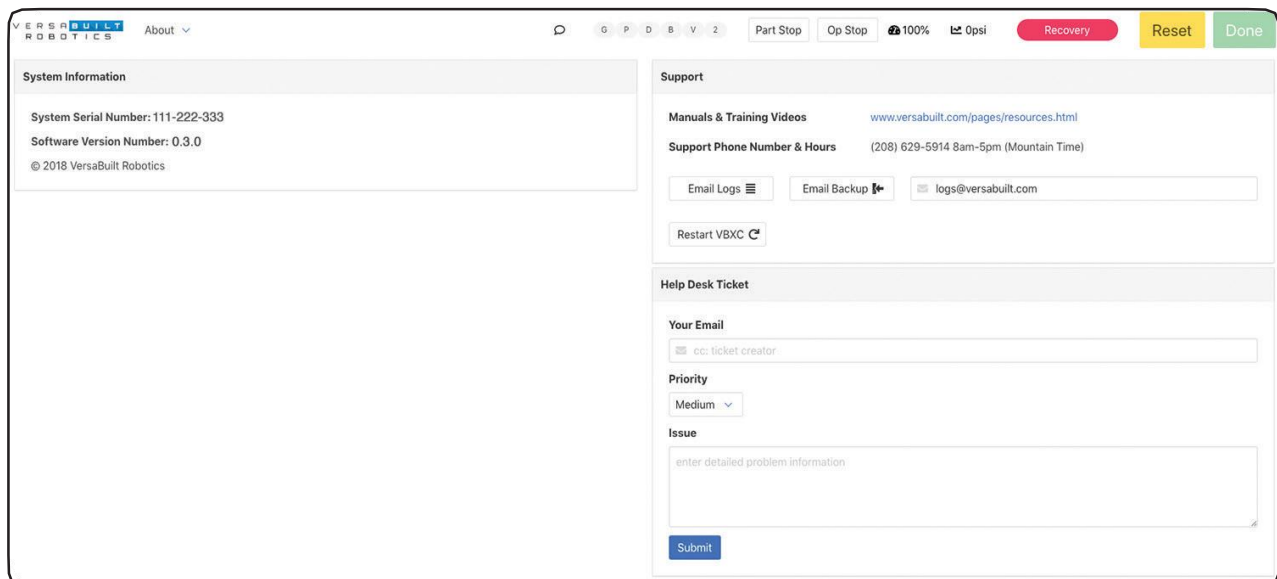 VERSABUILT
ROBOTICS
About
G P D B V 2
Part Stop
Op Stop
100%
0psi
Recovery
Reset
Done
System Information
System Serial Number: 111-222-333
Software Version Number: 0.3.0
© 2018 VersaBuilt Robotics
Support
Manuals & Training Videos www.versabuilt.com/pages/resources.html
Support Phone Number & Hours (208) 629-5914 8am-5pm (Mountain Time)
Email Logs
Email Backup
logs@versabuilt.com
Restart VBXC
Help Desk Ticket
Your Email
cc: ticket creator
Priority
Medium
Issue
enter detailed problem information
Submit